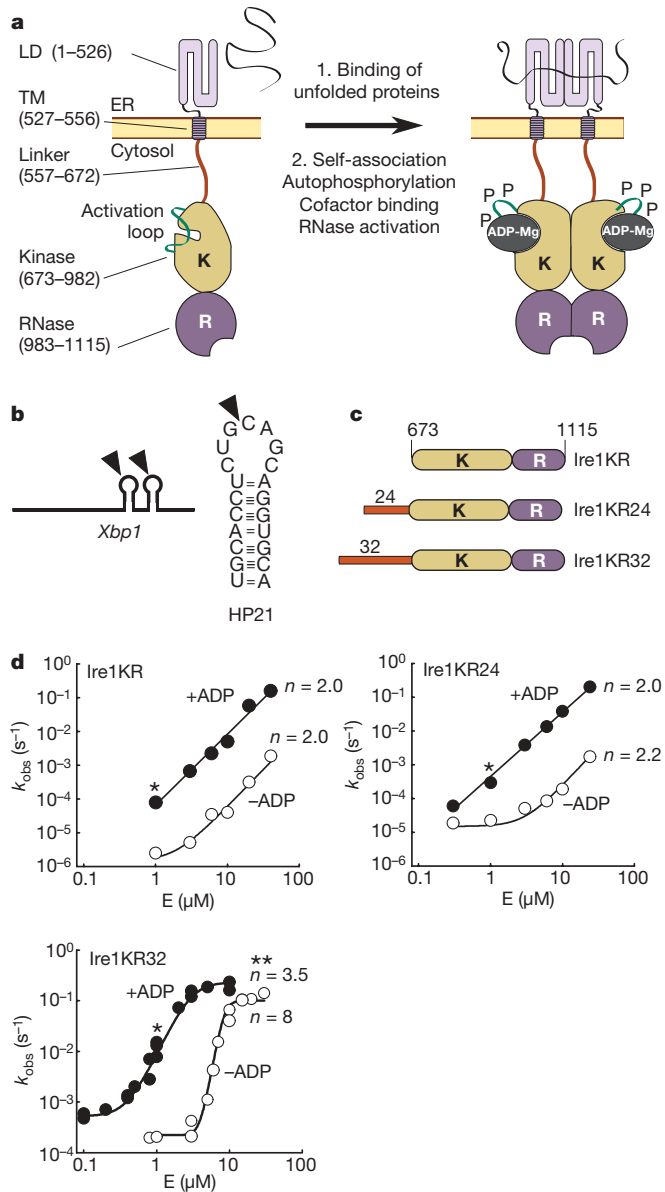 a
LD (1–526)
TM
(527–556)
ER
Cytosol
Linker
(557–672)
Activation
loop
Kinase
(673–982)
RNase
(983–1115)
K
R
1. Binding of
unfolded proteins
2. Self-association
Autophosphorylation
Cofactor binding
RNase activation
P P
P
ADP-Mg
K
R
P P
P
ADP-Mg
K
R
b
Xbp1
G C
U A
C G
U C
U A
C≡G
C≡G
A=U
C≡G
G≡C
U=A
HP21
c
673 1115
K R Ire1KR
24
K R Ire1KR24
32
K R Ire1KR32
d
Ire1KR
+ADP
n = 2.0
n = 2.0
–ADP
*
kobs (s–1)
10⁰
10–1
10–2
10–3
10–4
10–5
10–6
0.1 1 10 100
E (µM)
Ire1KR24
+ADP
n = 2.0
n = 2.2
–ADP
*
kobs (s–1)
10⁰
10–1
10–2
10–3
10–4
10–5
10–6
0.1 1 10 100
E (µM)
Ire1KR32
+ADP
**
n = 3.5
n = 8
–ADP
*
kobs (s–1)
10⁰
10–1
10–2
10–3
10–4
0.1 1 10 100
E (µM)